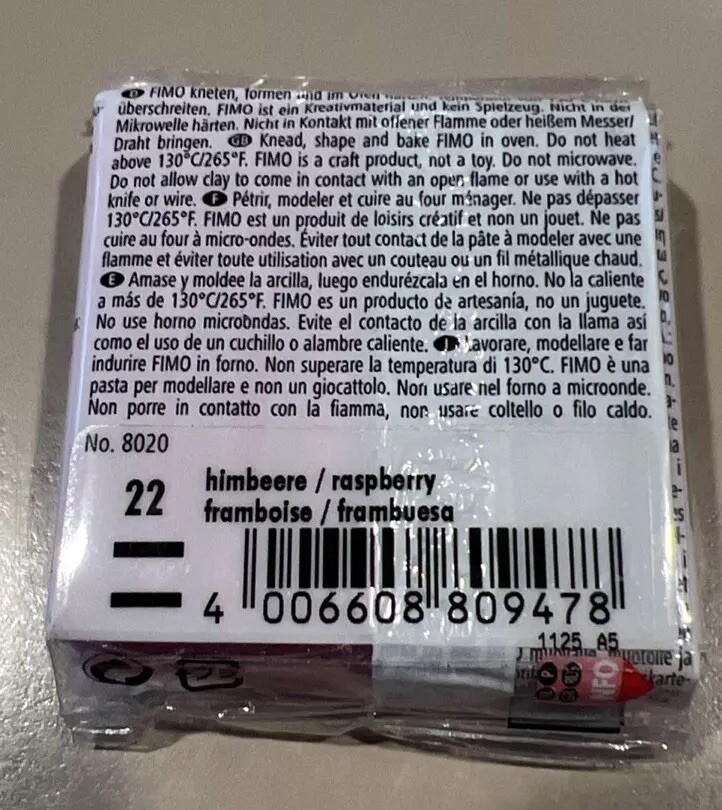 D FIMO kneten, formen und im
überschreiten. FIMO ist ein Kreativmaterial und kein Spielzeug. Nicht in der
Mikrowelle härten. Nicht in Kontakt mit offener Flamme oder heißem Messer/
Draht bringen. GB Knead, shape and bake FIMO in oven. Do not heat
above 130°C/265°F. FIMO is a craft product, not a toy. Do not microwave.
Do not allow clay to come in contact with an open flame or use with a hot
knife or wire. F Pétrir, modeler et cuire au four ménager. Ne pas dépasser
130°C/265°F. FIMO est un produit de loisirs créatif et non un jouet. Ne pas
cuire au four à micro-ondes. Éviter tout contact de la pâte à modeler avec une
flamme et éviter toute utilisation avec un couteau ou un fil métallique chaud.
E Amase y moldee la arcilla, luego endurézcala en el horno. No la caliente
a más de 130°C/265°F. FIMO es un producto de artesanía, no un juguete.
No use horno microondas. Evite el contacto de la arcilla con la llama así
como el uso de un cuchillo o alambre caliente. I Lavorare, modellare e far
indurire FIMO in forno. Non superare la temperatura di 130°C. FIMO è una
pasta per modellare e non un giocattolo. Non usare nel forno a microonde.
Non porre in contatto con la fiamma, non usare coltello o filo caldo.
No. 8020
22
himbeere / raspberry
framboise / frambuesa
4 006608 809478
1125 A5
ja
INFO